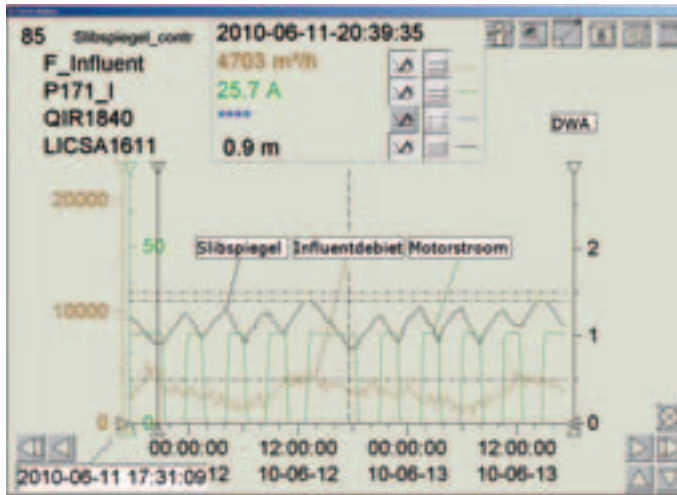 85 Slibspiegel_contr 2010-06-11-20:39:35
F_Influent 4703 m³/h
P171_I 25.7 A
QIR1840 ****
LICSA1611 0.9 m
DWA
20000
50
10000
0
0
2
1
0
Slibspiegel Influentdebiet Motorstroom
00:00:00 12:00:00 00:00:00 12:00:00
2010-06-11 17:31:09 12 10-06-12 10-06-13 10-06-13